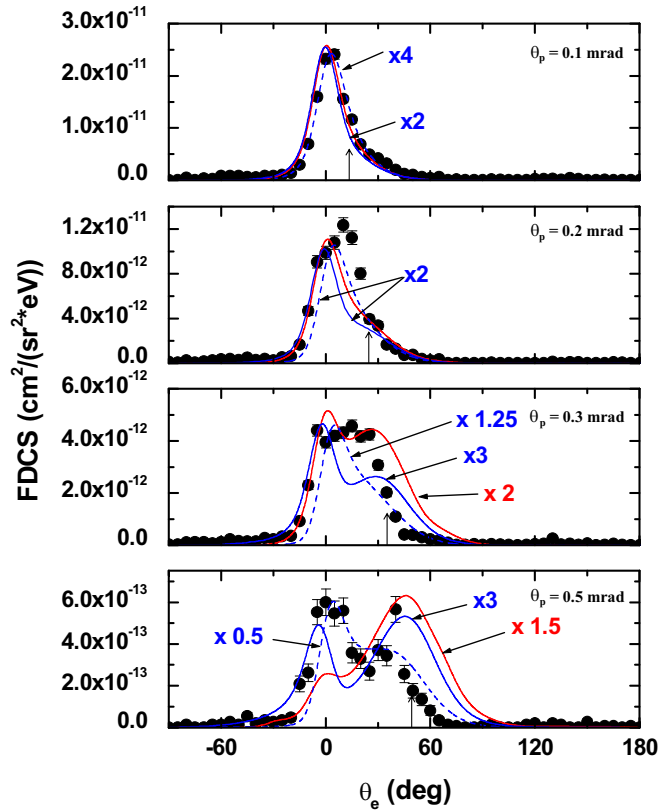 3.0x10⁻¹¹
θp = 0.1 mrad
2.0x10⁻¹¹
x4
1.0x10⁻¹¹
x2
0.0
1.2x10⁻¹¹
θp = 0.2 mrad
8.0x10⁻¹²
x2
4.0x10⁻¹²
0.0
FDCS (cm²/(sr²*eV))
6.0x10⁻¹²
x 1.25
θp = 0.3 mrad
4.0x10⁻¹²
x3
2.0x10⁻¹²
x 2
0.0
6.0x10⁻¹³
x3
θp = 0.5 mrad
4.0x10⁻¹³
x 0.5
x 1.5
2.0x10⁻¹³
0.0
-60 0 60 120 180
θe (deg)